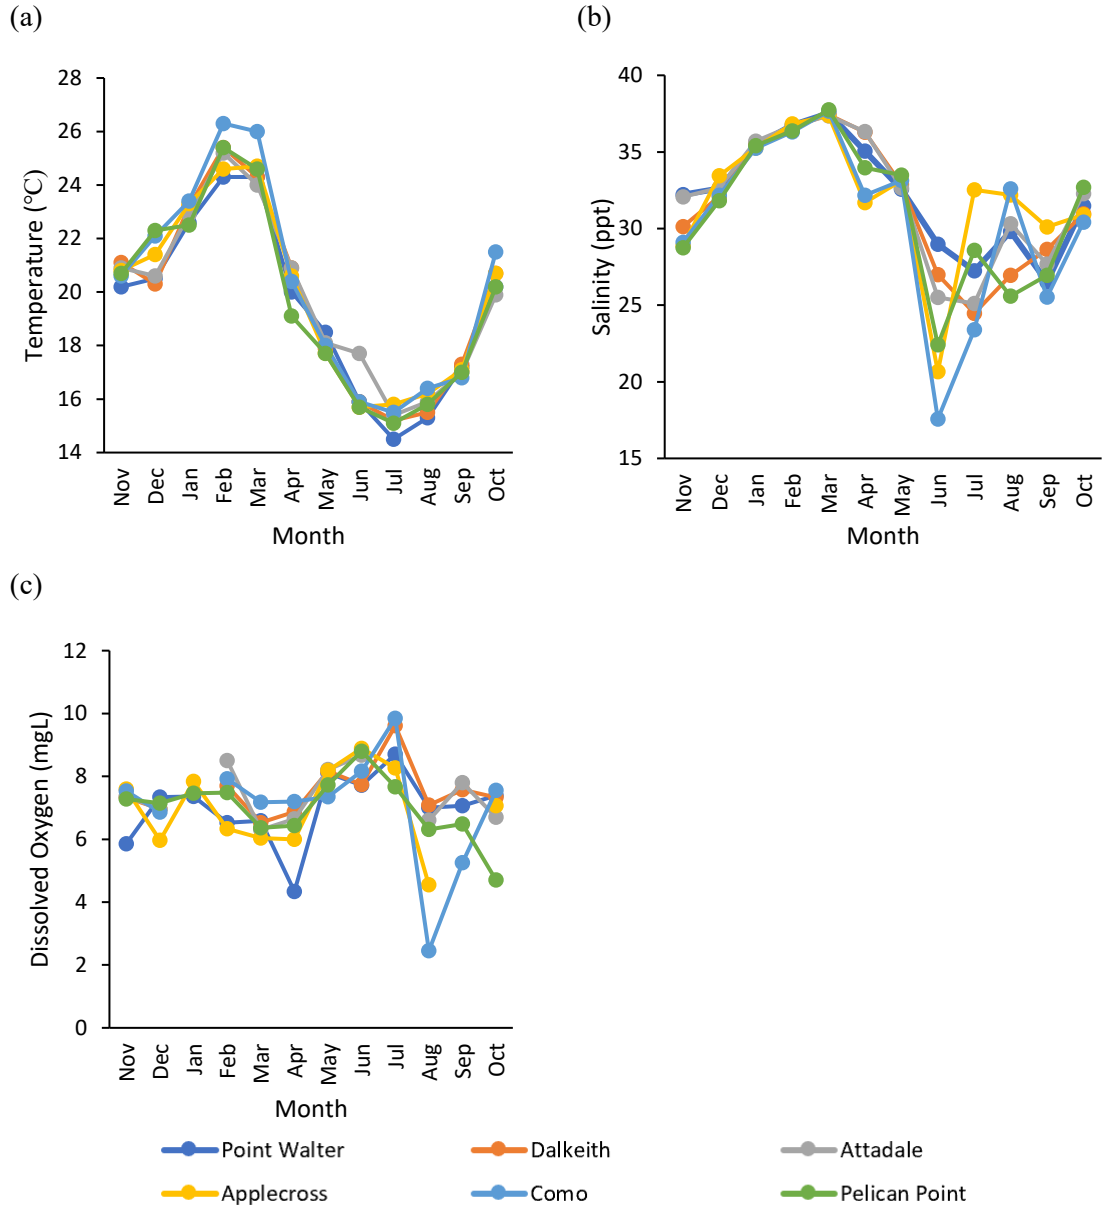 (a)
28
26
24
22
20
18
16
14
Temperature (°C)
Nov Dec Jan Feb Mar Apr May Jun Jul Aug Sep Oct
Month
(b)
40
35
30
25
20
15
Salinity (ppt)
Nov Dec Jan Feb Mar Apr May Jun Jul Aug Sep Oct
Month
(c)
12
10
8
6
4
2
0
Dissolved Oxygen (mgL)
Nov Dec Jan Feb Mar Apr May Jun Jul Aug Sep Oct
Month
Point Walter Dalkeith Attadale
Applecross Como Pelican Point